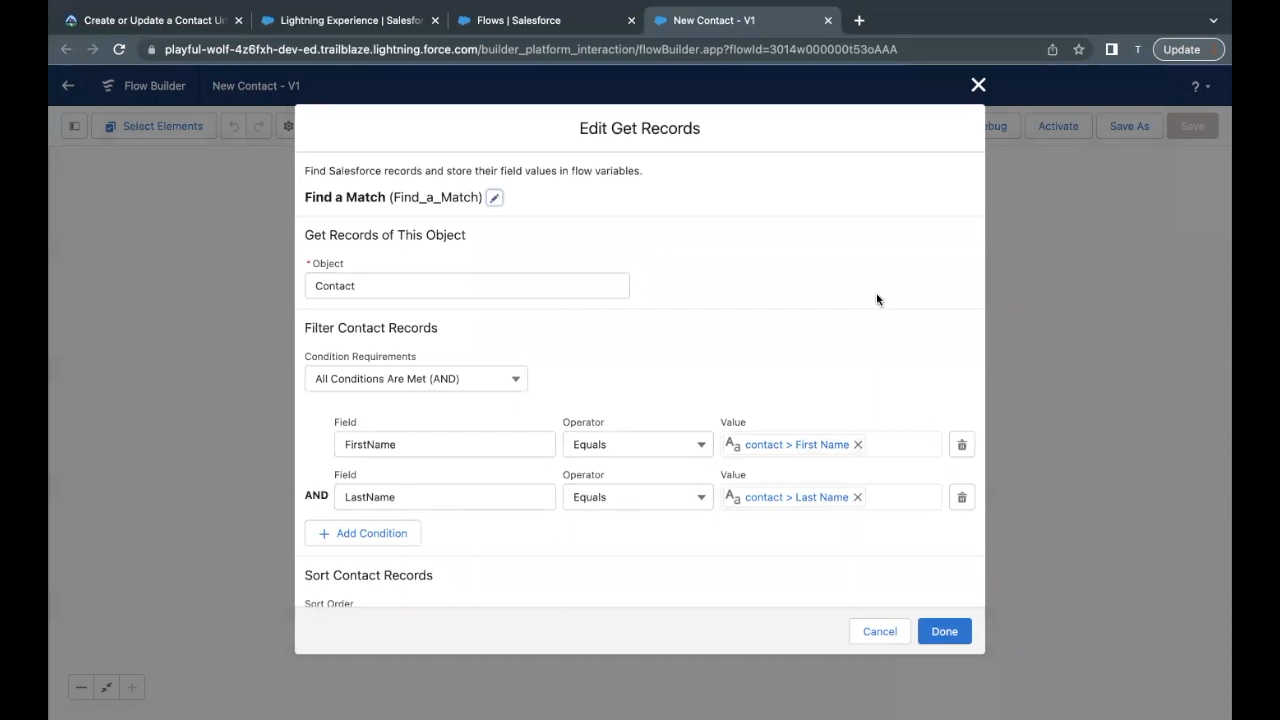 Create or Update a Contact Un
Lightning Experience | Salesfor
Flows | Salesforce
New Contact - V1
playful-wolf-4z6fxh-dev-ed.trailblaze.lightning.force.com/builder_platform_interaction/flowBuilder.app?flowId=3014w000000t53oAAA
T
Update
Flow Builder
New Contact - V1
?
Select Elements
ebug
Activate
Save As
Save
Edit Get Records
Find Salesforce records and store their field values in flow variables.
Find a Match (Find_a_Match)
Get Records of This Object
* Object
Contact
Filter Contact Records
Condition Requirements
All Conditions Are Met (AND)
Field Operator Value
FirstName Equals Aa contact > First Name
Field Operator Value
AND LastName Equals Aa contact > Last Name
+ Add Condition
Sort Contact Records
Sort Order
Cancel Done